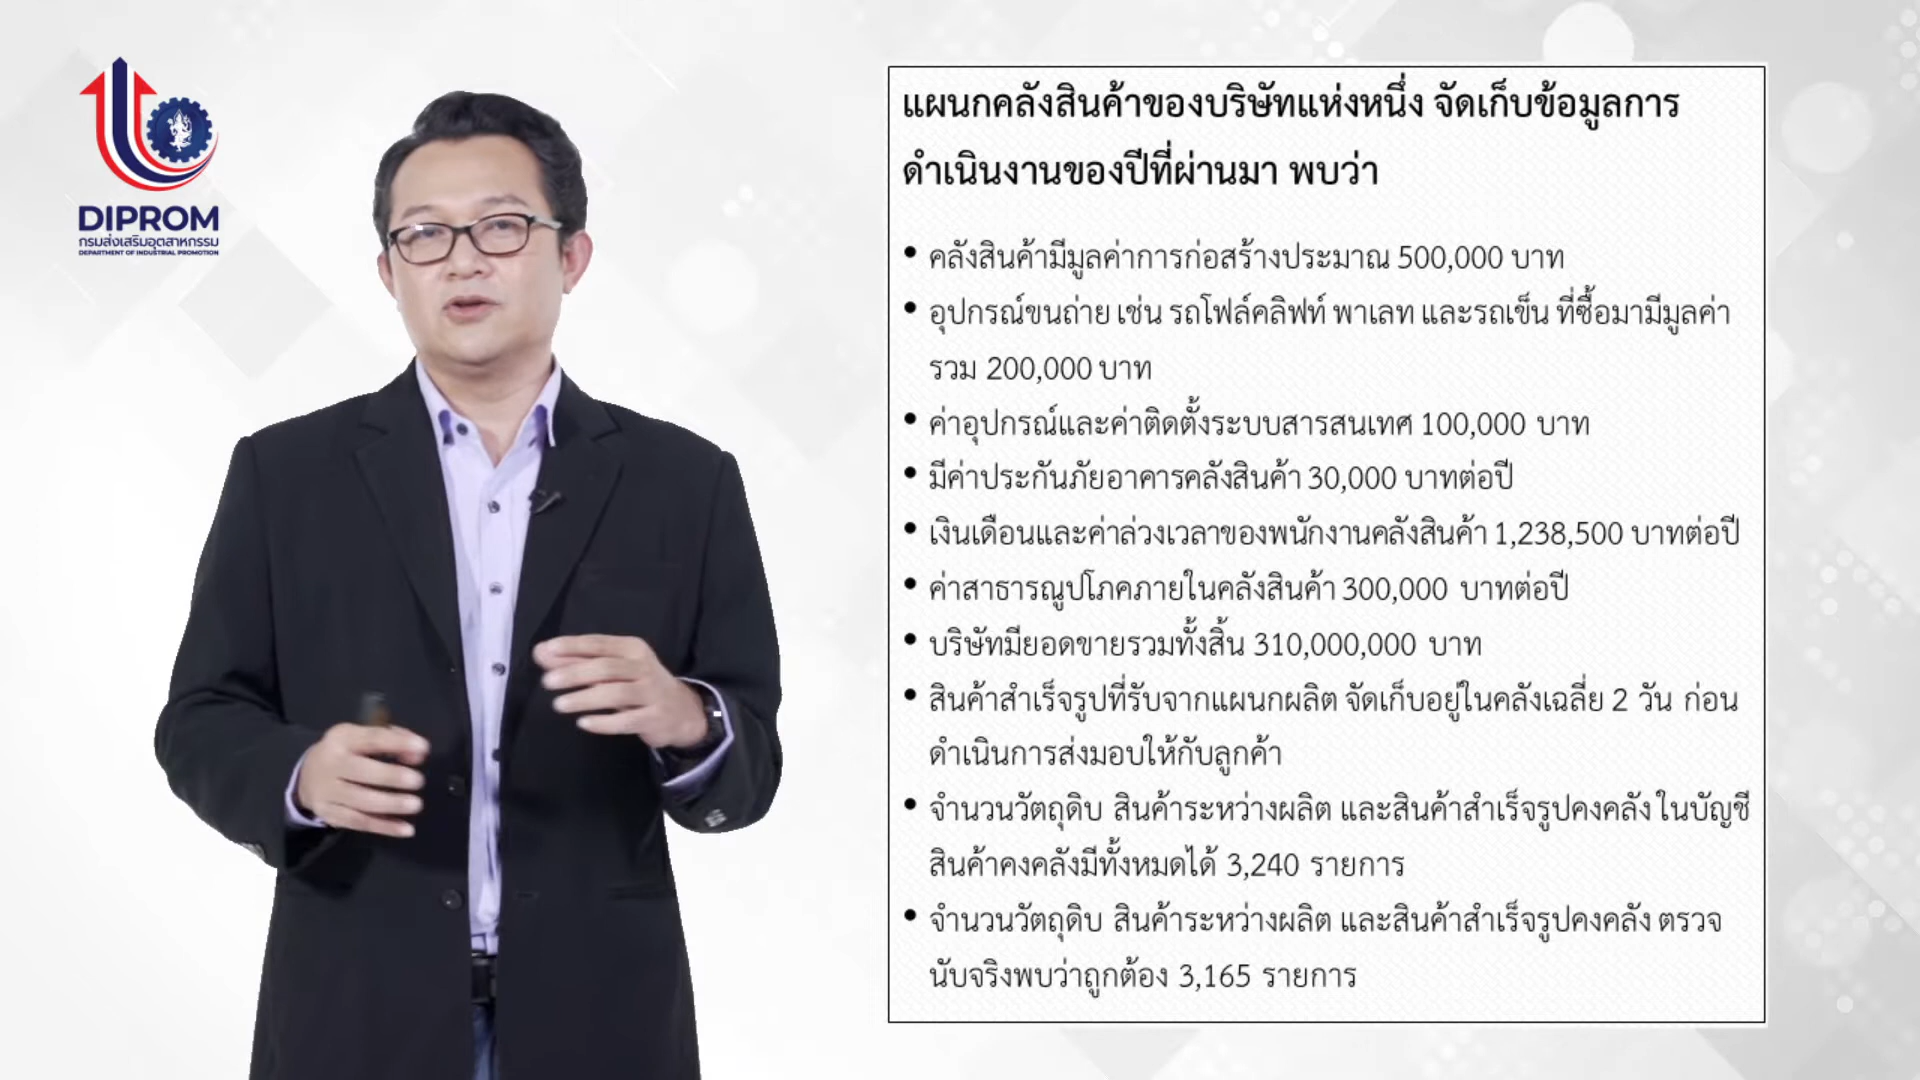 DIPROM
กรมส่งเสริมอุตสาหกรรม
DEPARTMENT OF INDUSTRIAL PROMOTION
แผนกคลังสินค้าของบริษัทแห่งหนึ่ง จัดเก็บข้อมูลการ
ดำเนินงานของปีที่ผ่านมา พบว่า
• คลังสินค้ามีมูลค่าการก่อสร้างประมาณ 500,000 บาท
• อุปกรณ์ขนถ่าย เช่น รถโฟล์คลิฟท์ พาเลท และรถเข็น ที่ซื้อมามีมูลค่า
รวม 200,000 บาท
• ค่าอุปกรณ์และค่าติดตั้งระบบสารสนเทศ 100,000 บาท
• มีค่าประกันภัยอาคารคลังสินค้า 30,000 บาทต่อปี
• เงินเดือนและค่าล่วงเวลาของพนักงานคลังสินค้า 1,238,500 บาทต่อปี
• ค่าสาธารณูปโภคภายในคลังสินค้า 300,000 บาทต่อปี
• บริษัทมียอดขายรวมทั้งสิ้น 310,000,000 บาท
• สินค้าสำเร็จรูปที่รับจากแผนกผลิต จัดเก็บอยู่ในคลังเฉลี่ย 2 วัน ก่อน
ดำเนินการส่งมอบให้กับลูกค้า
• จำนวนวัตถุดิบ สินค้าระหว่างผลิต และสินค้าสำเร็จรูปคงคลัง ในบัญชี
สินค้าคงคลังมีทั้งหมดได้ 3,240 รายการ
• จำนวนวัตถุดิบ สินค้าระหว่างผลิต และสินค้าสำเร็จรูปคงคลัง ตรวจ
นับจริงพบว่าถูกต้อง 3,165 รายการ